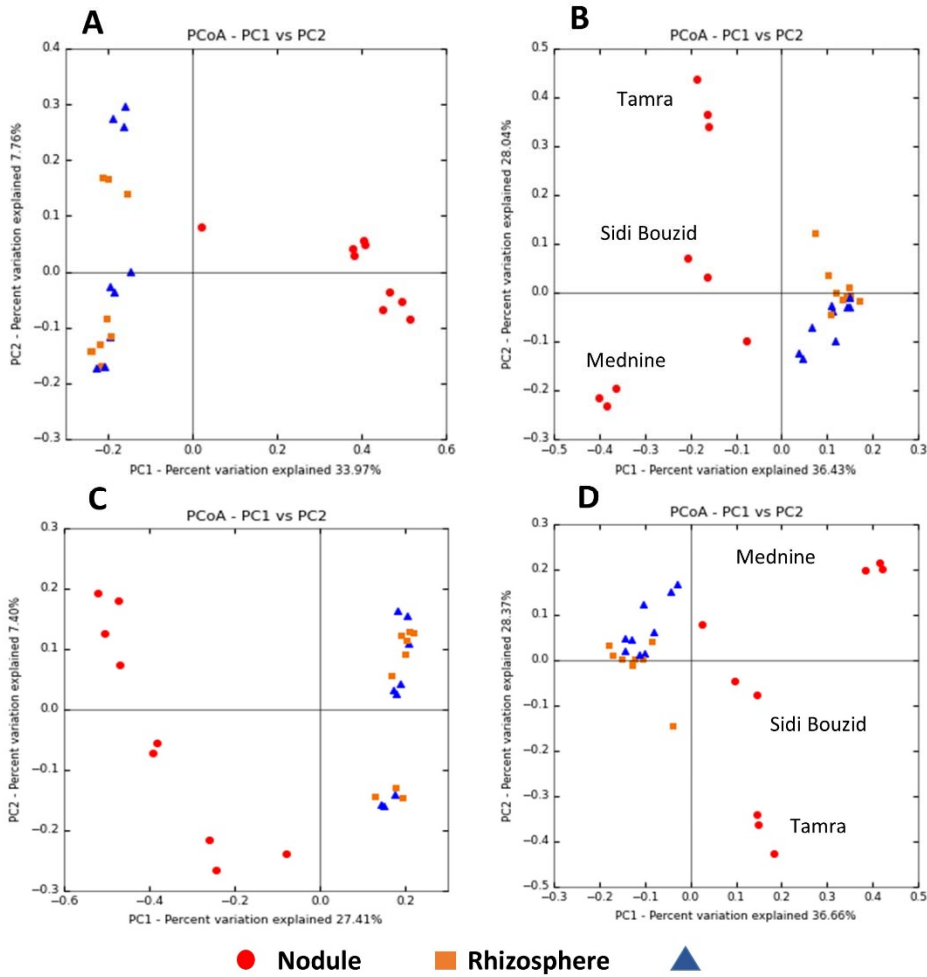 A
PCoA - PC1 vs PC2
0.4
0.3
0.2
0.1
0.0
−0.1
−0.2
−0.3
PC2 - Percent variation explained 7.76%
−0.2 0.0 0.2 0.4 0.6
PC1 - Percent variation explained 33.97%
B
PCoA - PC1 vs PC2
0.5
0.4
0.3
0.2
0.1
0.0
−0.1
−0.2
−0.3
PC2 - Percent variation explained 28.04%
Tamra
Sidi Bouzid
Mednine
−0.5 −0.4 −0.3 −0.2 −0.1 0.0 0.1 0.2 0.3
PC1 - Percent variation explained 36.43%
C
PCoA - PC1 vs PC2
0.3
0.2
0.1
0.0
−0.1
−0.2
−0.3
PC2 - Percent variation explained 7.40%
−0.6 −0.4 −0.2 0.0 0.2
PC1 - Percent variation explained 27.41%
D
PCoA - PC1 vs PC2
0.3
0.2
0.1
0.0
−0.1
−0.2
−0.3
−0.4
−0.5
PC2 - Percent variation explained 28.37%
Mednine
Sidi Bouzid
Tamra
−0.3 −0.2 −0.1 0.0 0.1 0.2 0.3 0.4 0.5
PC1 - Percent variation explained 36.66%
Nodule Rhizosphere